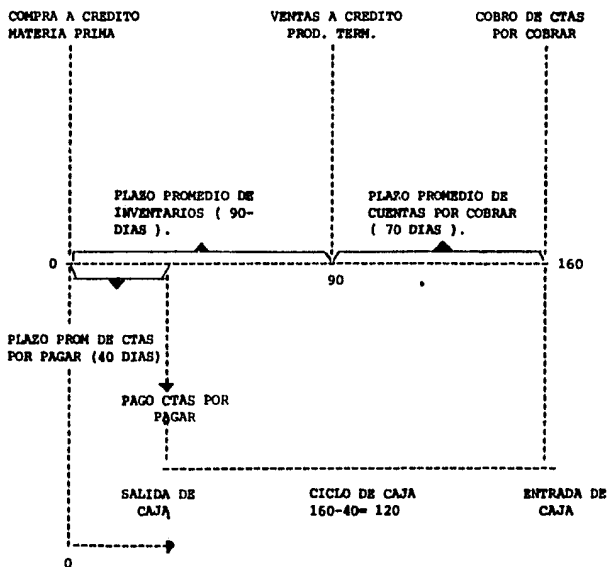 COMPRA A CREDITO
MATERIA PRIMA
VENTAS A CREDITO
PROD. TERM.
COBRO DE CTAS
POR COBRAR
PLAZO PROMEDIO DE
INVENTARIOS ( 90-
DIAS ).
PLAZO PROMEDIO DE
CUENTAS POR COBRAR
( 70 DIAS ).
0
90
160
PLAZO PROM DE CTAS
POR PAGAR (40 DIAS)
PAGO CTAS POR
PAGAR
SALIDA DE
CAJA
CICLO DE CAJA
160-40= 120
ENTRADA DE
CAJA
0